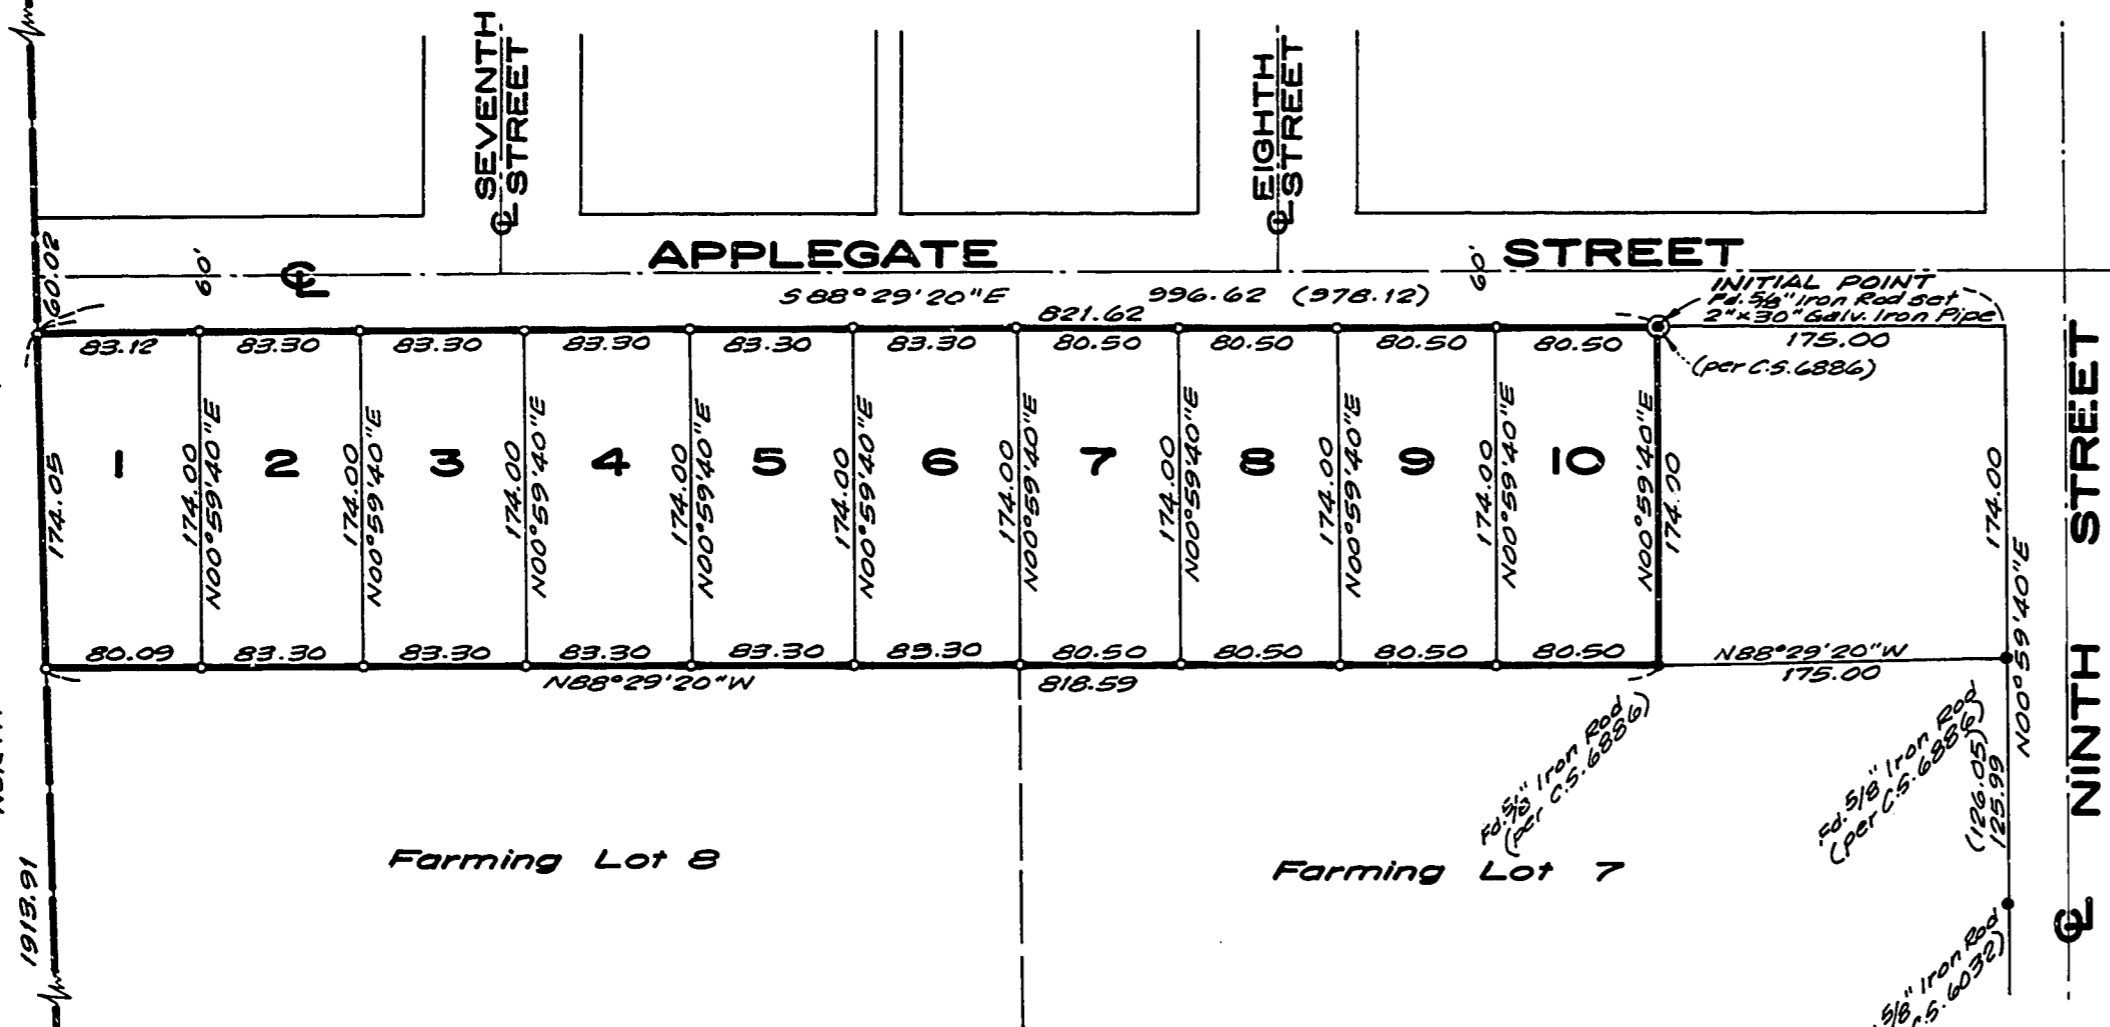 SEVENTH
STREET
EIGHTH
STREET
60.02
60'
℄
APPLEGATE STREET
60'
S88°29'20"E 996.62 (978.12)
821.62
INITIAL POINT
Fd. 5/8" Iron Rod set
2"x30" Galv. Iron Pipe
175.00
(per C.S. 6886)
83.12 83.30 83.30 83.30 83.30 83.30 80.50 80.50 80.50 80.50
1 2 3 4 5 6 7 8 9 10
174.05
174.00
N00°59'40"E
174.00
N00°59'40"E
174.00
N00°59'40"E
174.00
N00°59'40"E
174.00
N00°59'40"E
174.00
N00°59'40"E
174.00
N00°59'40"E
174.00
N00°59'40"E
174.00
N00°59'40"E
N00°59'40"E
174.00
174.00
N00°59'40"E
80.09 83.30 83.30 83.30 83.30 83.30 80.50 80.50 80.50 80.50
N88°29'20"W
818.59
N88°29'20"W
175.00
℄ NINTH STREET
Fd. 5/8" Iron Rod
(per C.S. 6886)
Fd. 5/8" Iron Rod
(per C.S. 6886)
(126.05)
125.99
Farming Lot 8
Farming Lot 7
1913.91
5/8" Iron Rod
C.S. 6032)